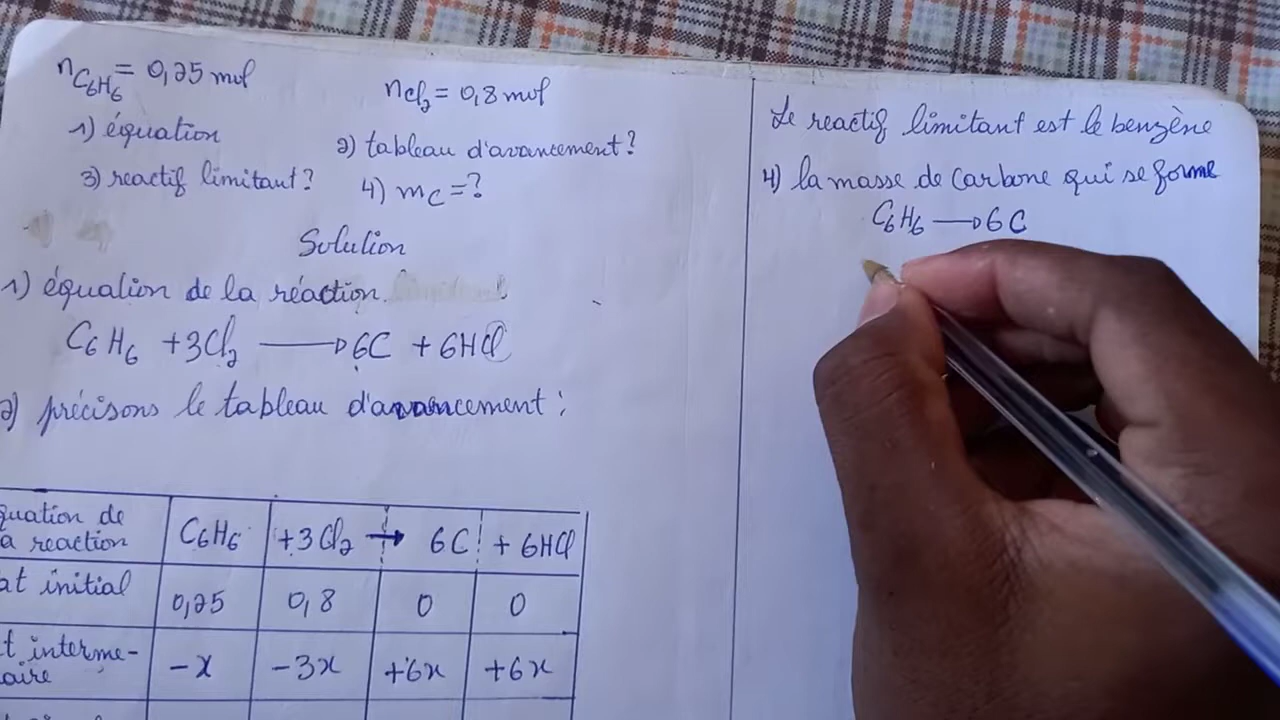 nC₆H₆ = 0,25 mol
nCl₂ = 0,8 mol
1) équation
2) tableau d'avancement?
3) reactif limitant?
4) mC = ?
Solution
1) équation de la réaction.
C₆H₆ + 3Cl₂ → 6C + 6HCl
2) précisons le tableau d'avancement :
quation de
a reaction
C₆H₆
+3Cl₂ →
6C
+ 6HCl
at initial
0,25
0,8
0
0
t interme-
aire
-x
-3x
+6x
+6x
Le reactif limitant est le benzène
4) la masse de carbone qui se forme
C₆H₆ → 6C